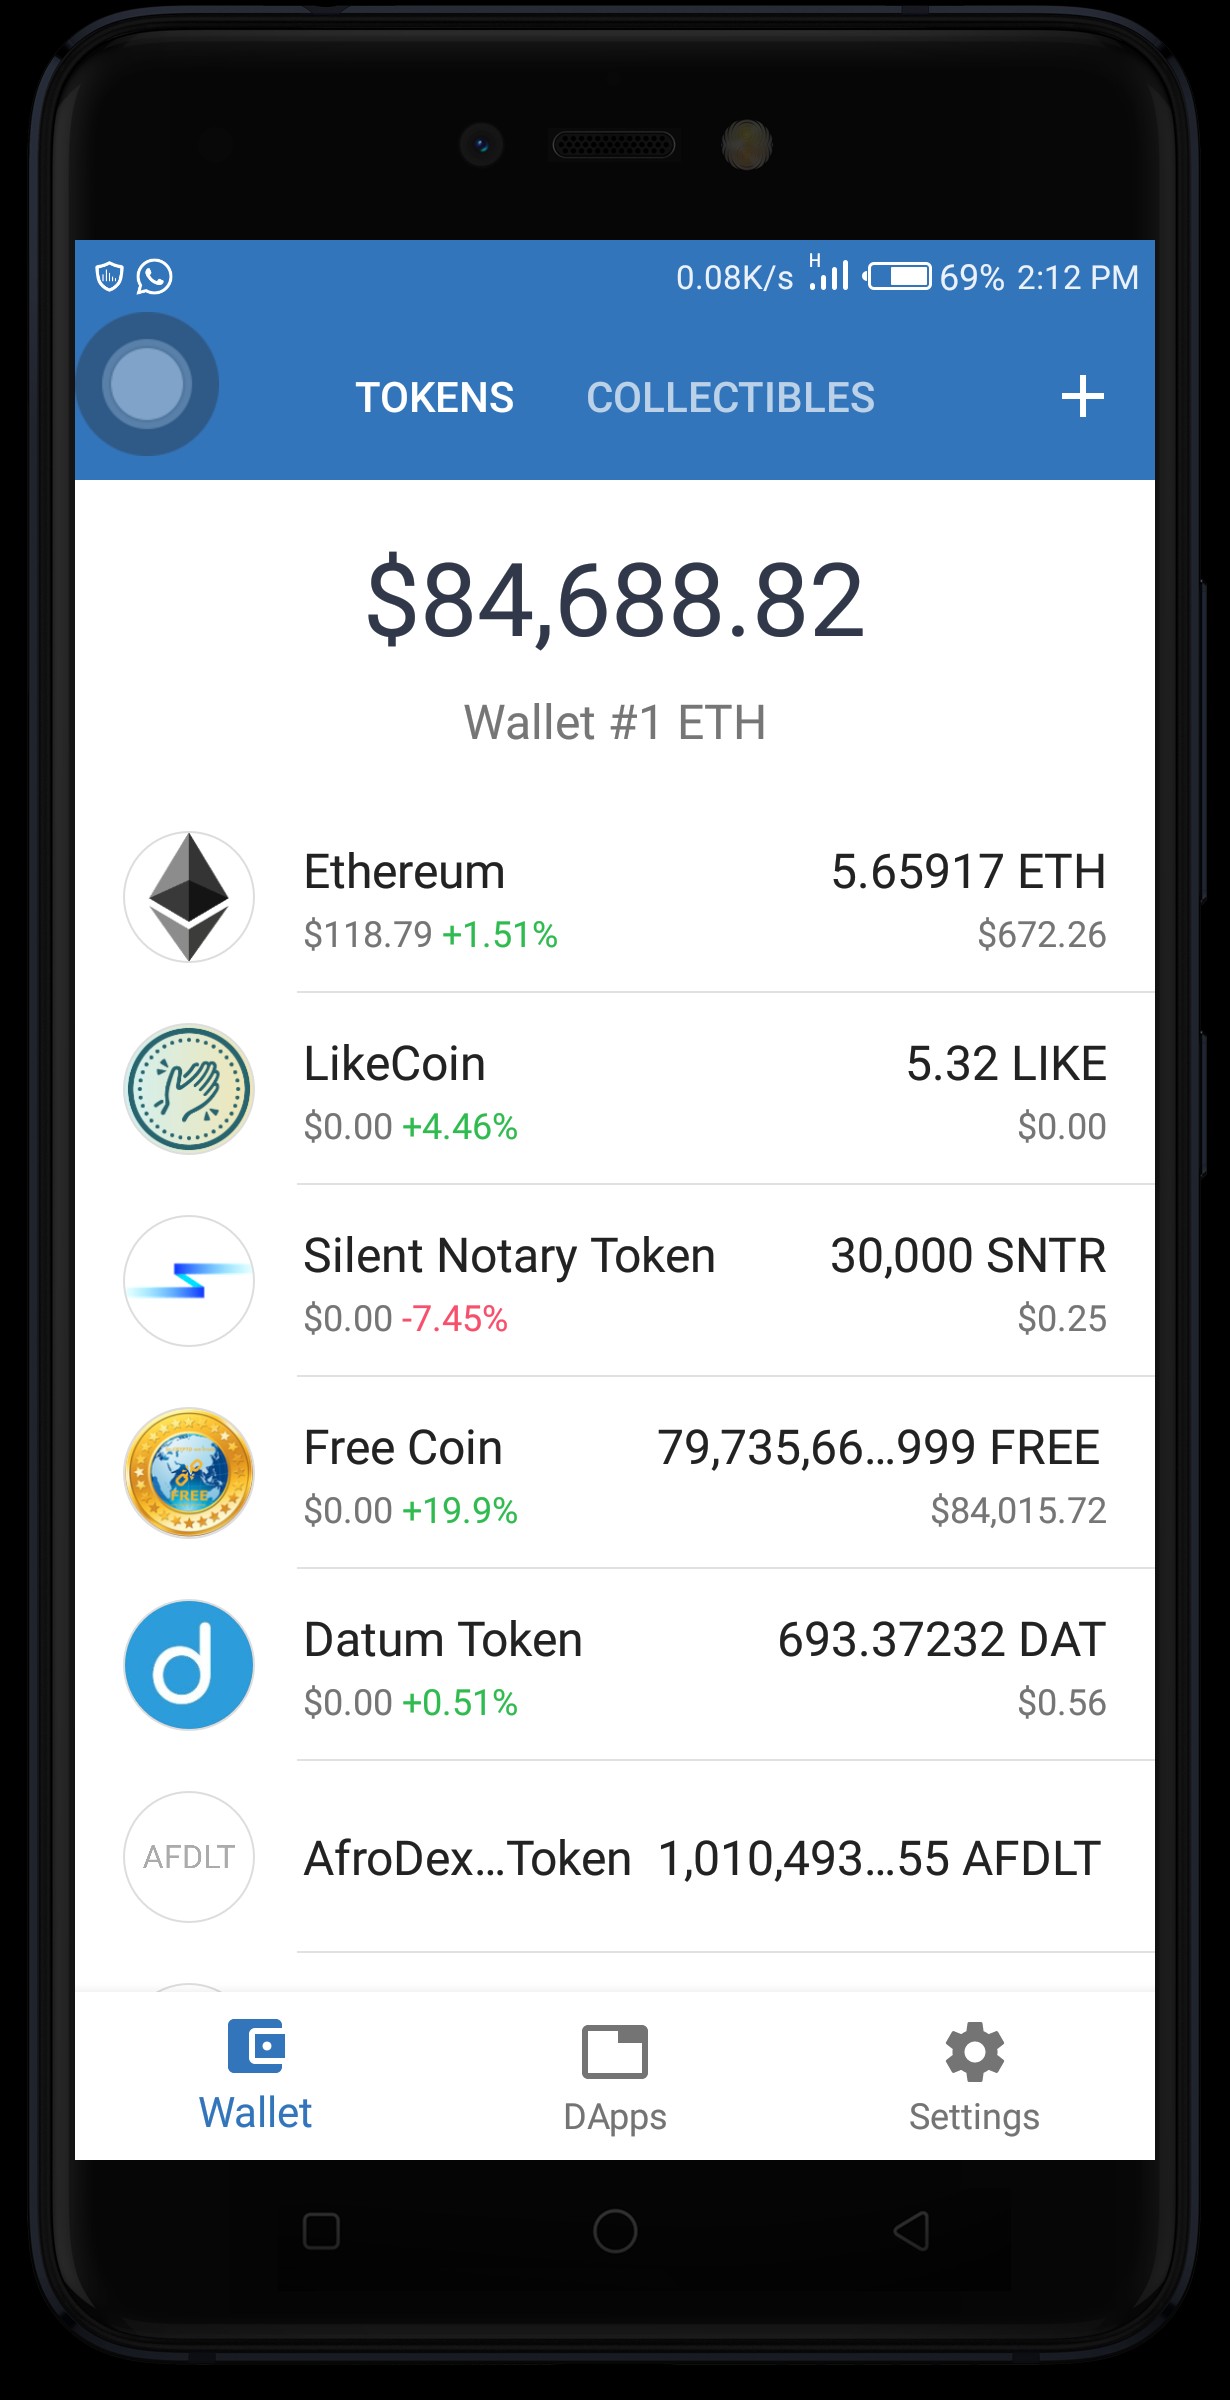 0.08K/s H 69% 2:12 PM
TOKENS COLLECTIBLES
$84,688.82
Wallet #1 ETH
Ethereum 5.65917 ETH
$118.79 +1.51% $672.26
LikeCoin 5.32 LIKE
$0.00 +4.46% $0.00
Silent Notary Token 30,000 SNTR
$0.00 -7.45% $0.25
Free Coin 79,735,66...999 FREE
$0.00 +19.9% $84,015.72
FREE
Datum Token 693.37232 DAT
$0.00 +0.51% $0.56
AFDLT AfroDex...Token 1,010,493...55 AFDLT
Wallet DApps Settings